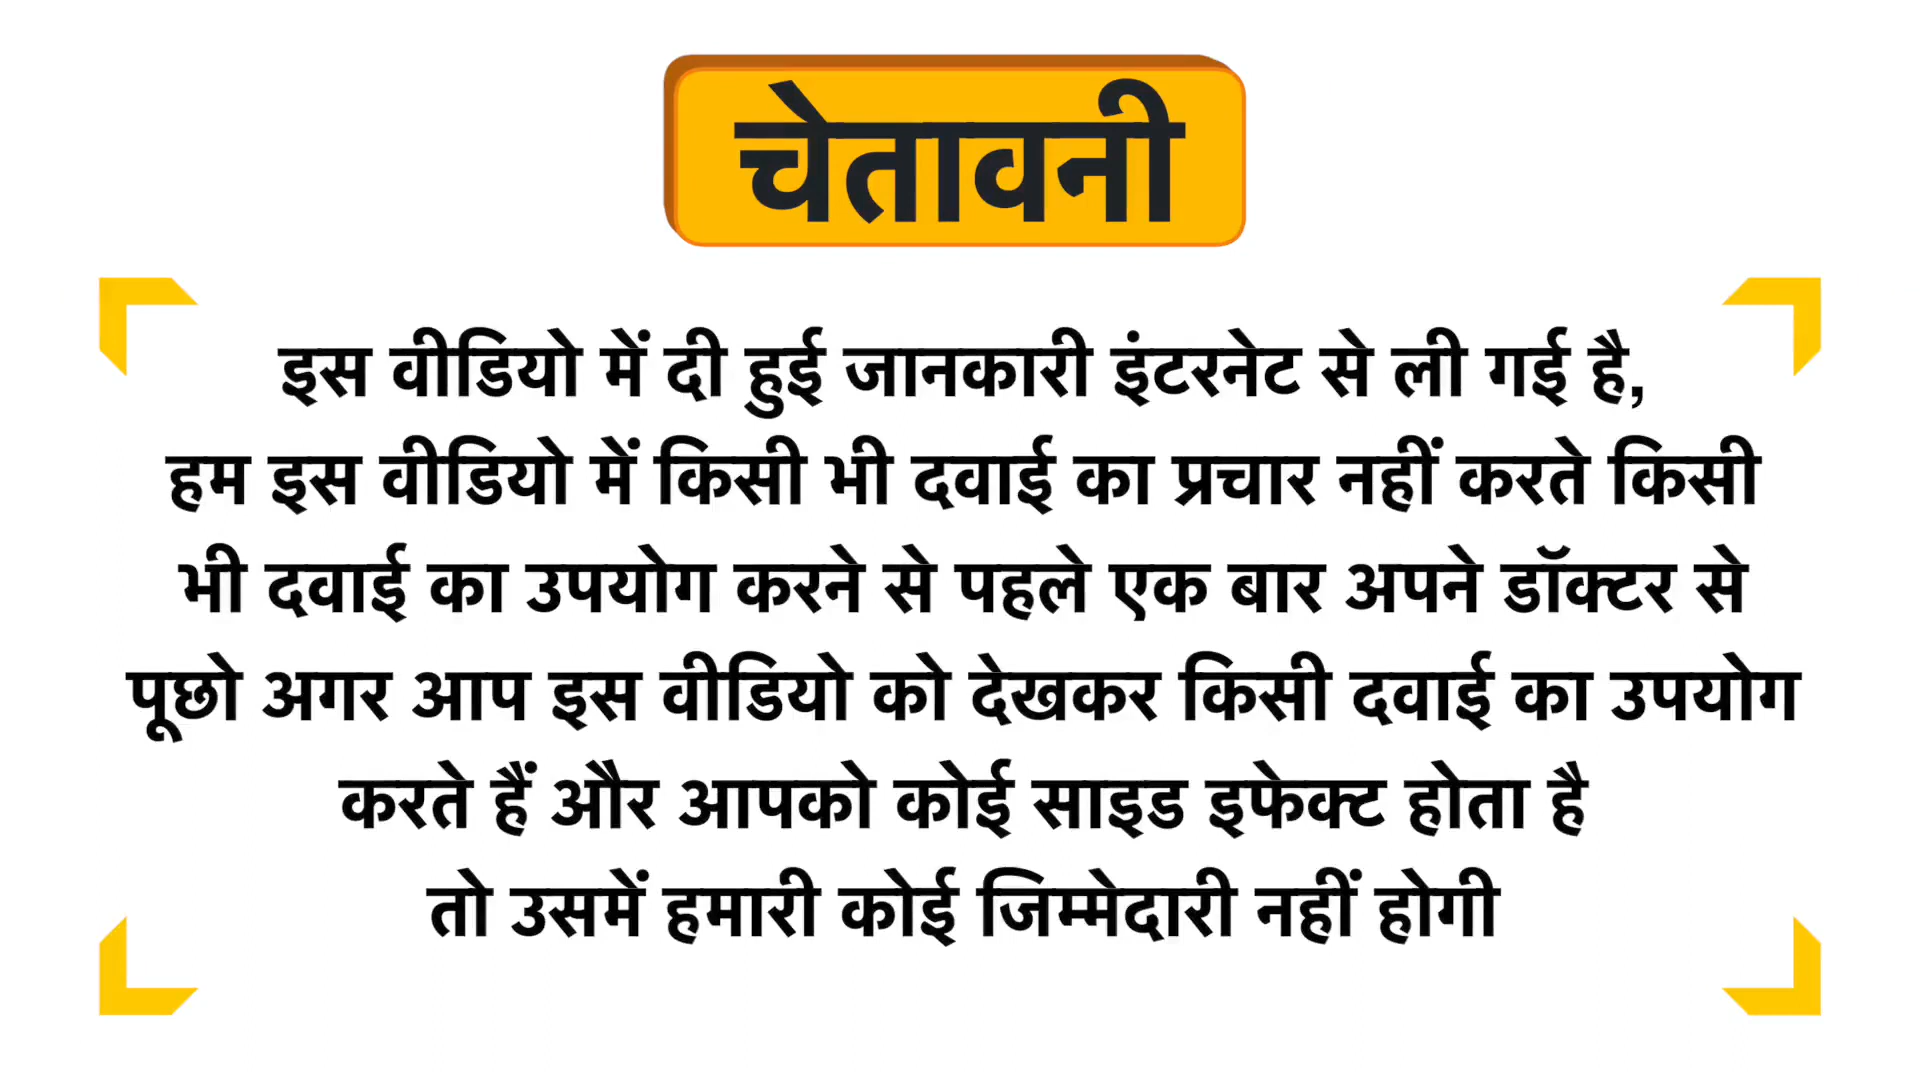 चेतावनी
इस वीडियो में दी हुई जानकारी इंटरनेट से ली गई है,
हम इस वीडियो में किसी भी दवाई का प्रचार नहीं करते किसी
भी दवाई का उपयोग करने से पहले एक बार अपने डॉक्टर से
पूछो अगर आप इस वीडियो को देखकर किसी दवाई का उपयोग
करते हैं और आपको कोई साइड इफेक्ट होता है
तो उसमें हमारी कोई जिम्मेदारी नहीं होगी